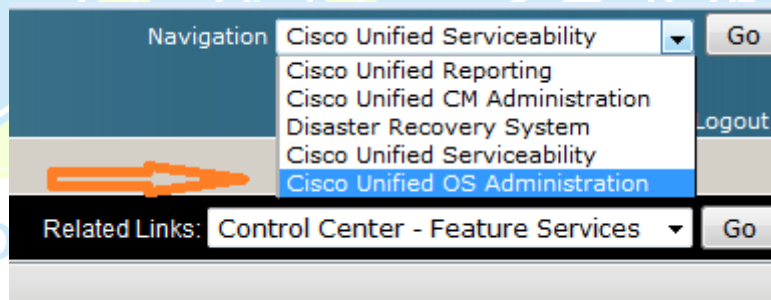 Navigation Cisco Unified Serviceability Go
Cisco Unified Reporting
Cisco Unified CM Administration
Disaster Recovery System
Logout
Cisco Unified Serviceability
Cisco Unified OS Administration
Related Links: Control Center - Feature Services Go